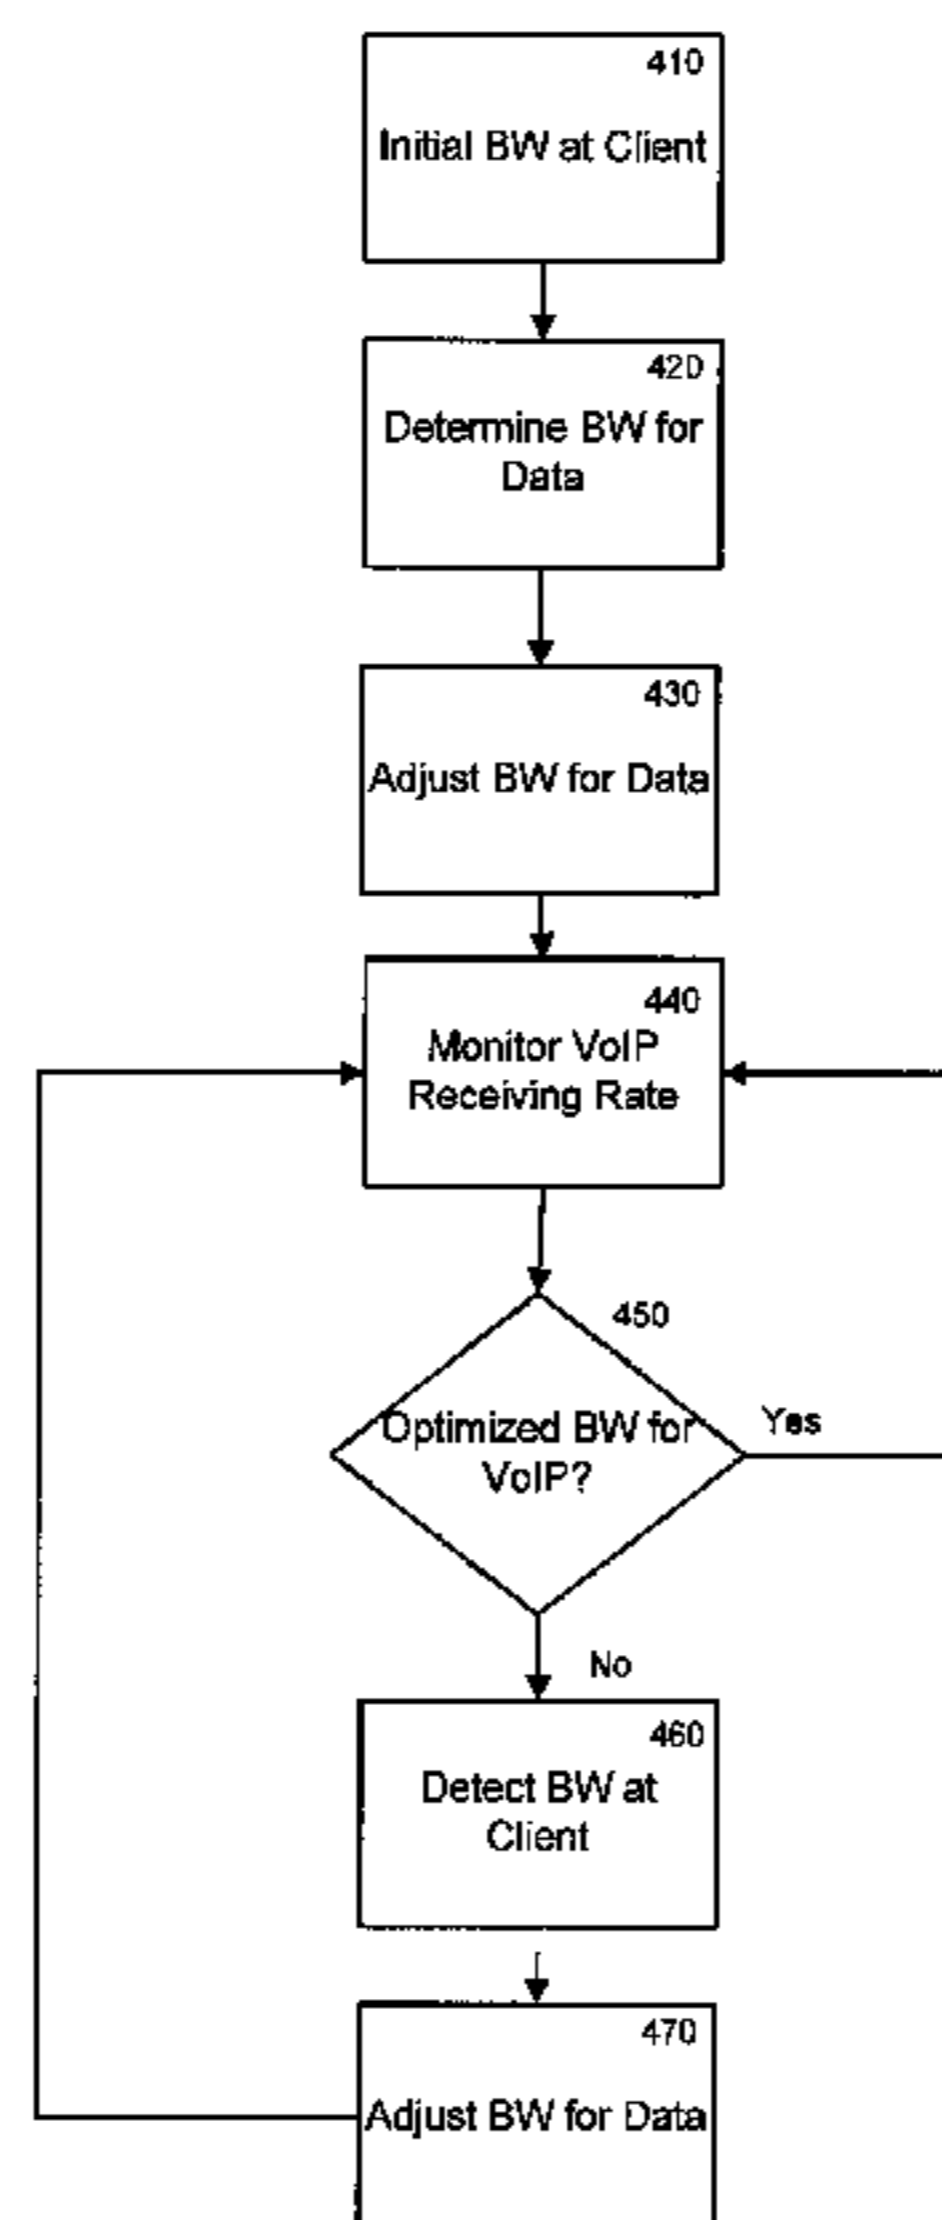 410
Initial BW at Client
420
Determine BW for
Data
430
Adjust BW for Data
440
Monitor VoIP
Receiving Rate
450
Optimized BW for
VoIP?
Yes
No
460
Detect BW at
Client
470
Adjust BW for Data